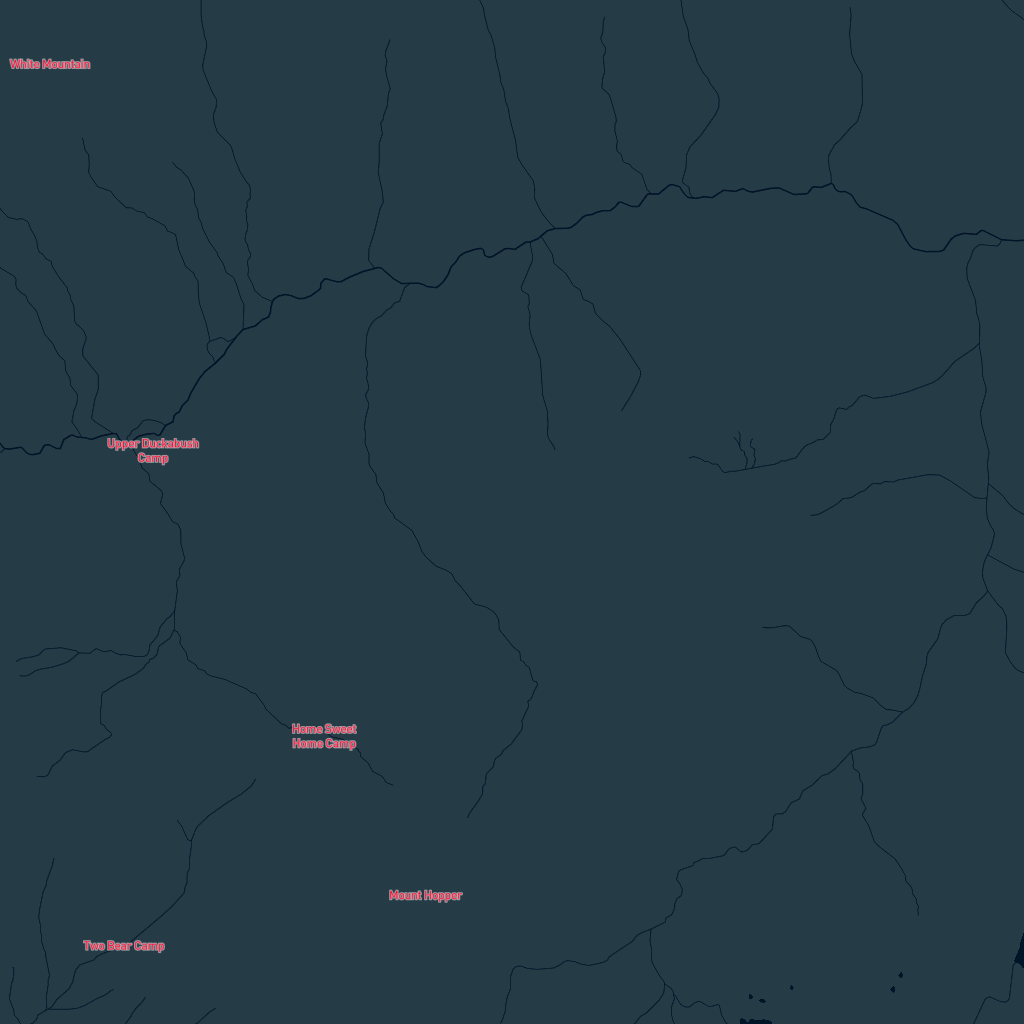 White Mountain
Upper Duckabush
Camp
Home Sweet
Home Camp
Mount Hopper
Two Bear Camp